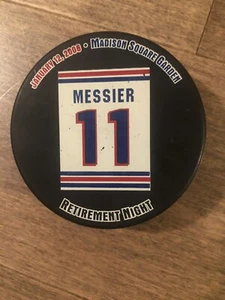 JANUARY 12, 2006 • MADISON SQUARE GARDEN
MESSIER
11
RETIREMENT NIGHT